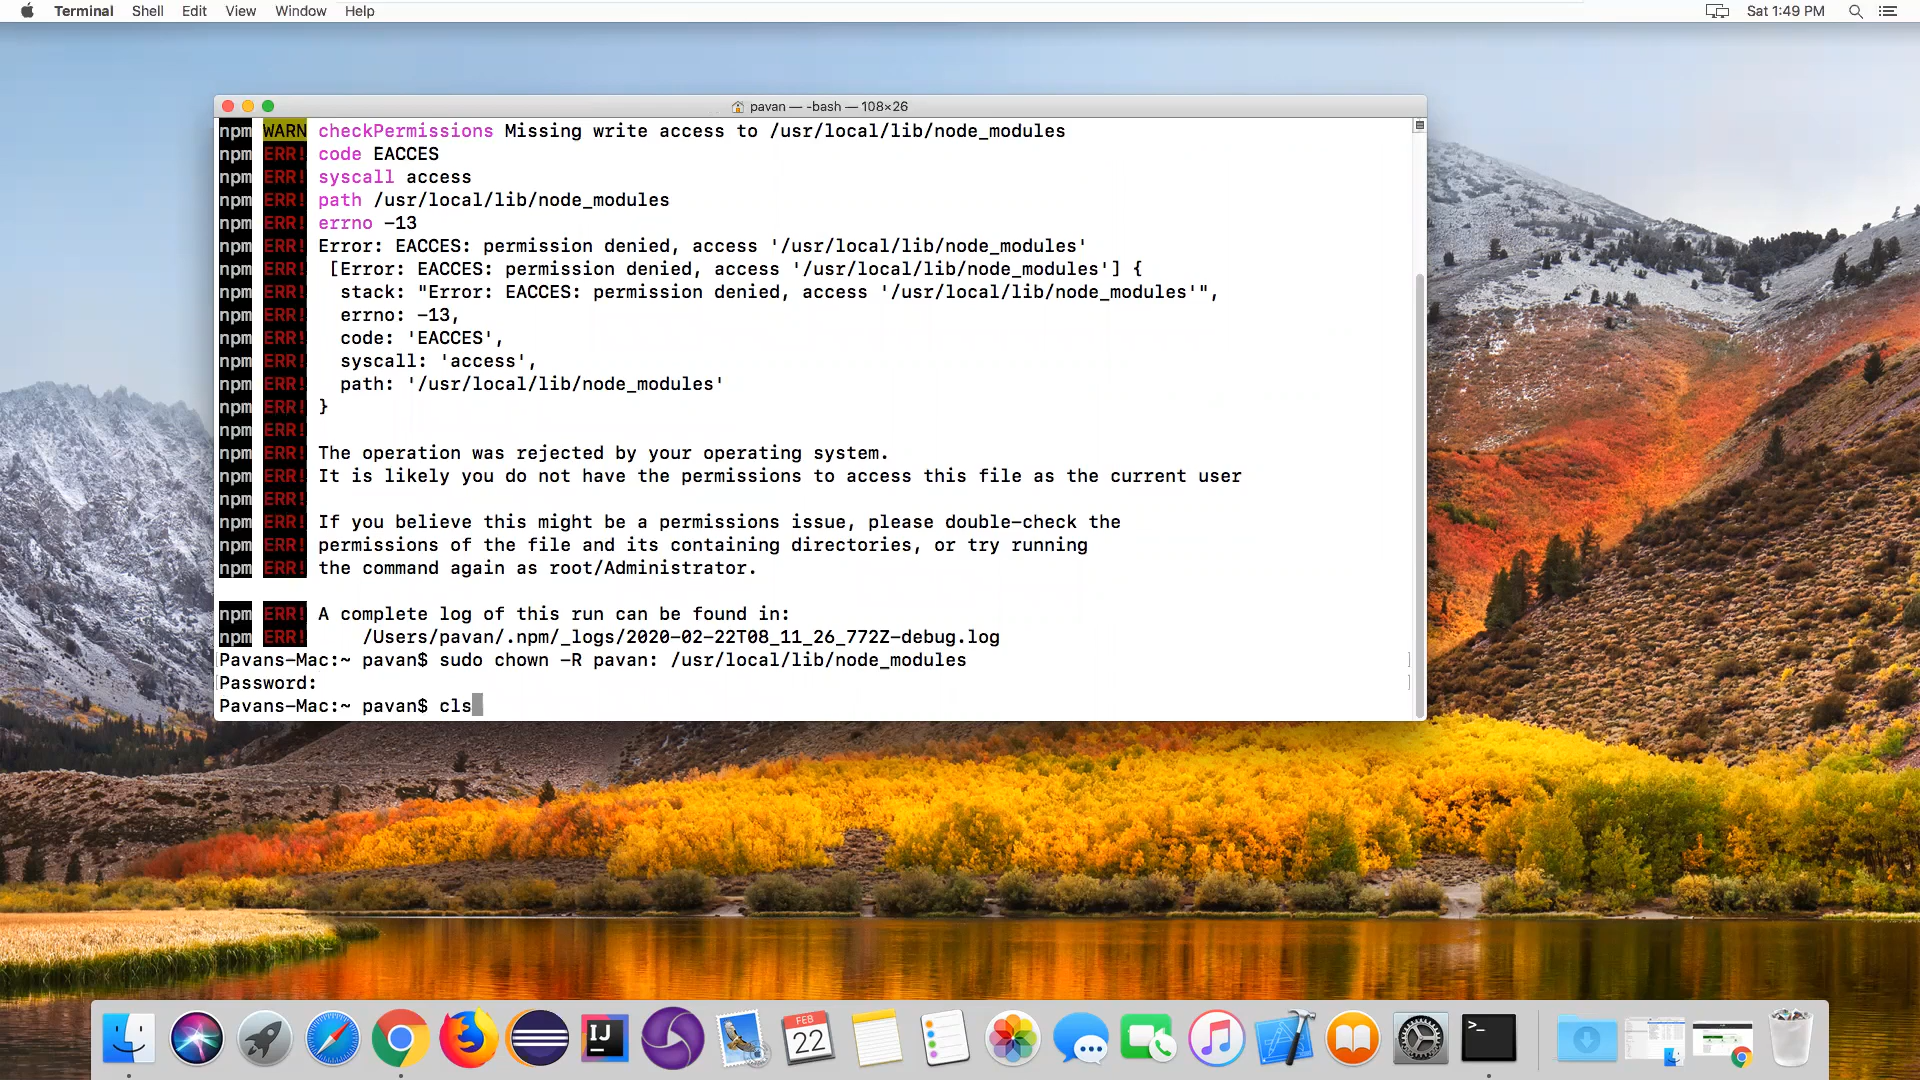 Terminal Shell Edit View Window Help Sat 1:49 PM
pavan — -bash — 108×26
npm WARN checkPermissions Missing write access to /usr/local/lib/node_modules
npm ERR! code EACCES
npm ERR! syscall access
npm ERR! path /usr/local/lib/node_modules
npm ERR! errno -13
npm ERR! Error: EACCES: permission denied, access '/usr/local/lib/node_modules'
npm ERR!  [Error: EACCES: permission denied, access '/usr/local/lib/node_modules'] {
npm ERR!   stack: "Error: EACCES: permission denied, access '/usr/local/lib/node_modules'",
npm ERR!   errno: -13,
npm ERR!   code: 'EACCES',
npm ERR!   syscall: 'access',
npm ERR!   path: '/usr/local/lib/node_modules'
npm ERR! }
npm ERR!
npm ERR! The operation was rejected by your operating system.
npm ERR! It is likely you do not have the permissions to access this file as the current user
npm ERR!
npm ERR! If you believe this might be a permissions issue, please double-check the
npm ERR! permissions of the file and its containing directories, or try running
npm ERR! the command again as root/Administrator.
npm ERR! A complete log of this run can be found in:
npm ERR!     /Users/pavan/.npm/_logs/2020-02-22T08_11_26_772Z-debug.log
Pavans-Mac:~ pavan$ sudo chown -R pavan: /usr/local/lib/node_modules
Password:
Pavans-Mac:~ pavan$ cls
IJ
FEB
22
>_